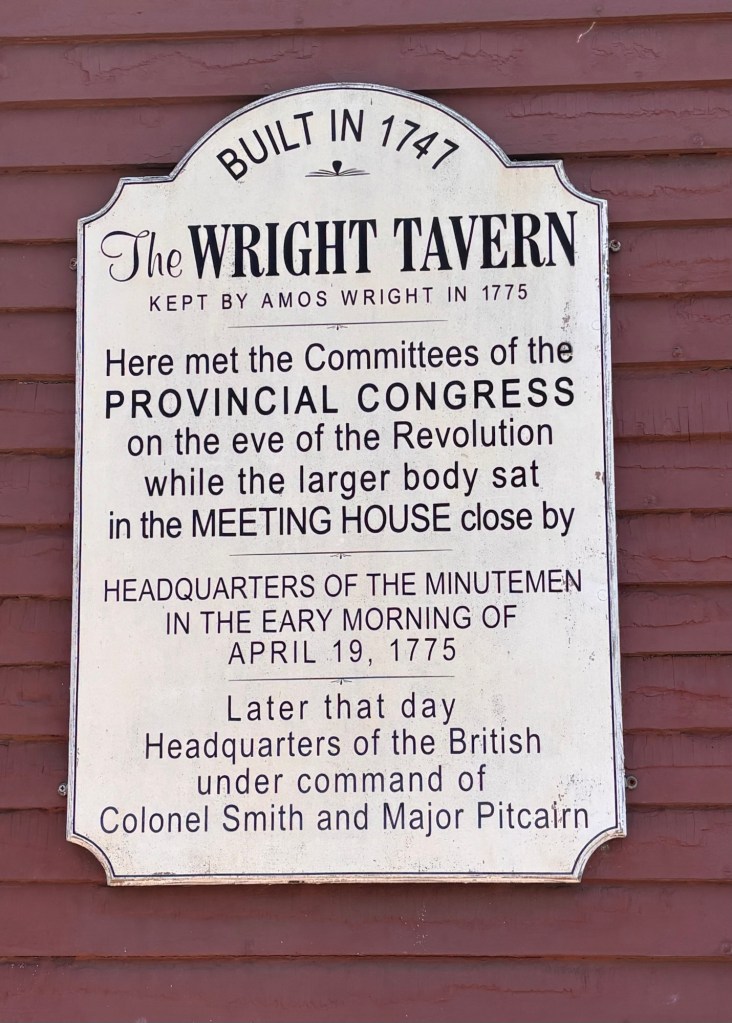 BUILT IN 1747
The WRIGHT TAVERN
KEPT BY AMOS WRIGHT IN 1775
Here met the Committees of the
PROVINCIAL CONGRESS
on the eve of the Revolution
while the larger body sat
in the MEETING HOUSE close by
HEADQUARTERS OF THE MINUTEMEN
IN THE EARY MORNING OF
APRIL 19, 1775
Later that day
Headquarters of the British
under command of
Colonel Smith and Major Pitcairn